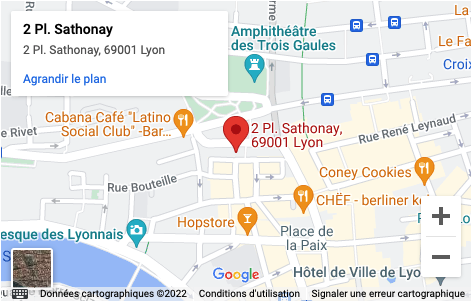 2 Pl. Sathonay
2 Pl. Sathonay, 69001 Lyon
Agrandir le plan
Amphithéâtre
des Trois Gaules
Le Fa
Croix
Cabana Café "Latino
Social Club" -Bar...
Rivet
2 Pl. Sathonay,
69001 Lyon
Rue René Leynaud
Rue Bouteille
Coney Cookies
CHËF - berliner ke
Hopstore
Place de
la Paix
esque des Lyonnais
Google
Hôtel de Ville de Lyo
Données cartographiques ©2022
Conditions d'utilisation
Signaler une erreur cartographique